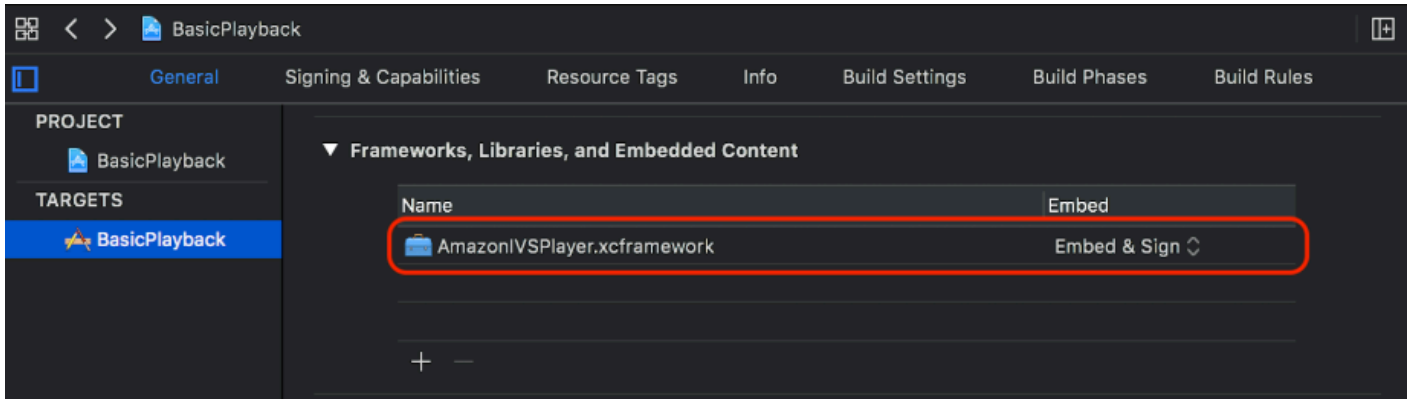 BasicPlayback
General Signing & Capabilities Resource Tags Info Build Settings Build Phases Build Rules
PROJECT
BasicPlayback
TARGETS
BasicPlayback
Frameworks, Libraries, and Embedded Content
Name Embed
AmazonIVSPlayer.xcframework Embed & Sign